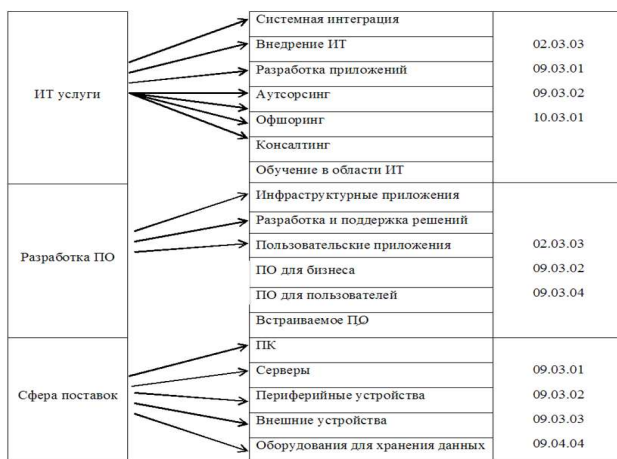 ИТ услуги
Системная интеграция
Внедрение ИТ
Разработка приложений
Аутсорсинг
Офшоринг
Консалтинг
Обучение в области ИТ
02.03.03
09.03.01
09.03.02
10.03.01
Разработка ПО
Инфраструктурные приложения
Разработка и поддержка решений
Пользовательские приложения
ПО для бизнеса
ПО для пользователей
Встраиваемое ПО
02.03.03
09.03.02
09.03.04
Сфера поставок
ПК
Серверы
Периферийные устройства
Внешние устройства
Оборудования для хранения данных
09.03.01
09.03.02
09.03.03
09.04.04